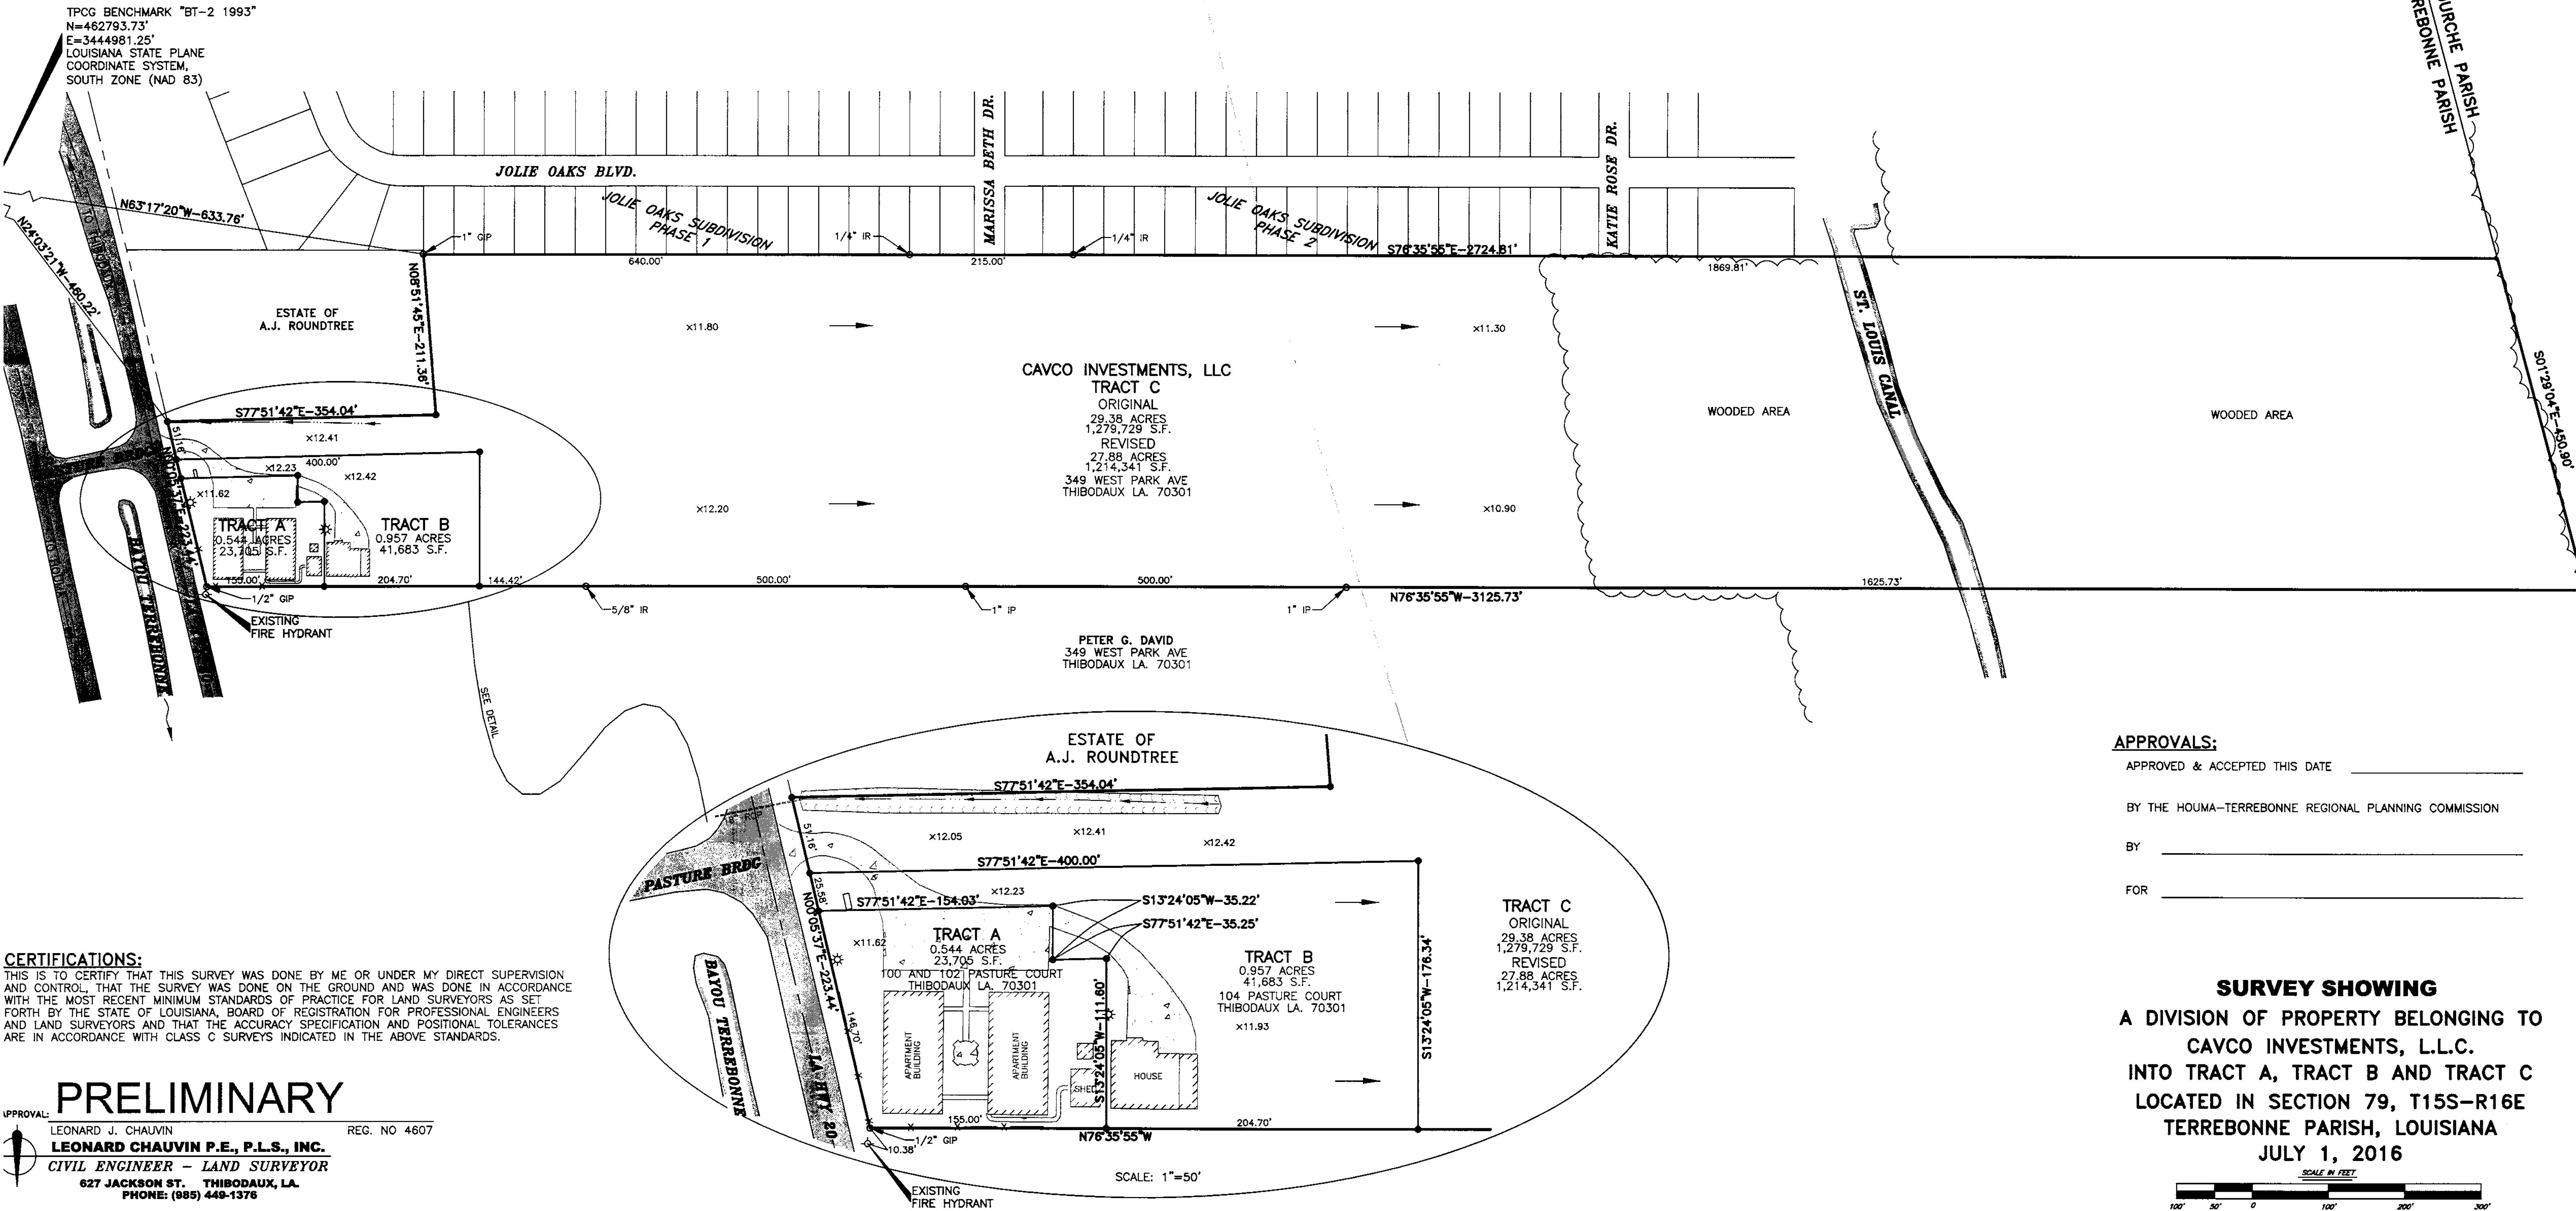 TPCG BENCHMARK "BT-2 1993"
N=462793.73'
E=3444981.25'
LOUISIANA STATE PLANE
COORDINATE SYSTEM,
SOUTH ZONE (NAD 83)
TO THIBODAUX
N63°17'20"W-633.76'
N24°03'21"W-460.22'
JOLIE OAKS BLVD.
MARISSA BETH DR.
KATIE ROSE DR.
JOLIE OAKS SUBDIVISION
PHASE 1
JOLIE OAKS SUBDIVISION
PHASE 2
1" GIP
1/4" IR
1/4" IR
S76°35'55"E-2724.81'
640.00'
215.00'
1869.81'
PARISH
TERREBONNE PARISH
N08°51'45"E-211.36'
ESTATE OF
A.J. ROUNDTREE
x11.80
x11.30
CAVCO INVESTMENTS, LLC
TRACT C
ORIGINAL
29.38 ACRES
1,279,729 S.F.
REVISED
27.88 ACRES
1,214,341 S.F.
349 WEST PARK AVE
THIBODAUX LA. 70301
WOODED AREA
WOODED AREA
ST. LOUIS CANAL
S01°29'04"E-450.90'
S77°51'42"E-354.04'
51.16'
x12.41
400.00'
x12.23
x12.42
x11.62
x12.20
x10.90
TRACT A
0.544 ACRES
23,705 S.F.
TRACT B
0.957 ACRES
41,683 S.F.
155.00'
204.70'
144.42'
500.00'
500.00'
1625.73'
N76°35'55"W-3125.73'
BAYOU TERREBONNE
1/2" GIP
5/8" IR
1" IP
1" IP
EXISTING
FIRE HYDRANT
PETER G. DAVID
349 WEST PARK AVE
THIBODAUX LA. 70301
SEE DETAIL
ESTATE OF
A.J. ROUNDTREE
S77°51'42"E-354.04'
RCP
51.16'
x12.05
x12.41
x12.42
S77°51'42"E-400.00'
PASTURE BRDG
25.58'
x12.23
S77°51'42"E-154.03'
S13°24'05"W-35.22'
S77°51'42"E-35.25'
N00°05'37"E-223.44'
x11.62
TRACT A
0.544 ACRES
23,705 S.F.
100 AND 102 PASTURE COURT
THIBODAUX LA. 70301
TRACT B
0.957 ACRES
41,683 S.F.
104 PASTURE COURT
THIBODAUX LA. 70301
x11.93
S13°24'05"W-111.60'
S13°24'05"W-176.34'
TRACT C
ORIGINAL
29.38 ACRES
1,279,729 S.F.
REVISED
27.88 ACRES
1,214,341 S.F.
146.70'
BAYOU TERREBONNE
LA HWY 20
APARTMENT
BUILDING
APARTMENT
BUILDING
SHED
HOUSE
155.00'
204.70'
N76°35'55"W
1/2" GIP
10.38'
SCALE: 1"=50'
EXISTING
FIRE HYDRANT
APPROVALS:
APPROVED & ACCEPTED THIS DATE
BY THE HOUMA-TERREBONNE REGIONAL PLANNING COMMISSION
BY
FOR
CERTIFICATIONS:
THIS IS TO CERTIFY THAT THIS SURVEY WAS DONE BY ME OR UNDER MY DIRECT SUPERVISION
AND CONTROL, THAT THE SURVEY WAS DONE ON THE GROUND AND WAS DONE IN ACCORDANCE
WITH THE MOST RECENT MINIMUM STANDARDS OF PRACTICE FOR LAND SURVEYORS AS SET
FORTH BY THE STATE OF LOUISIANA, BOARD OF REGISTRATION FOR PROFESSIONAL ENGINEERS
AND LAND SURVEYORS AND THAT THE ACCURACY SPECIFICATION AND POSITIONAL TOLERANCES
ARE IN ACCORDANCE WITH CLASS C SURVEYS INDICATED IN THE ABOVE STANDARDS.
APPROVAL: PRELIMINARY
LEONARD J. CHAUVIN REG. NO 4607
LEONARD CHAUVIN P.E., P.L.S., INC.
CIVIL ENGINEER - LAND SURVEYOR
627 JACKSON ST. THIBODAUX, LA.
PHONE: (985) 449-1376
SURVEY SHOWING
A DIVISION OF PROPERTY BELONGING TO
CAVCO INVESTMENTS, L.L.C.
INTO TRACT A, TRACT B AND TRACT C
LOCATED IN SECTION 79, T15S-R16E
TERREBONNE PARISH, LOUISIANA
JULY 1, 2016
SCALE IN FEET
100' 50' 0 100' 200' 300'